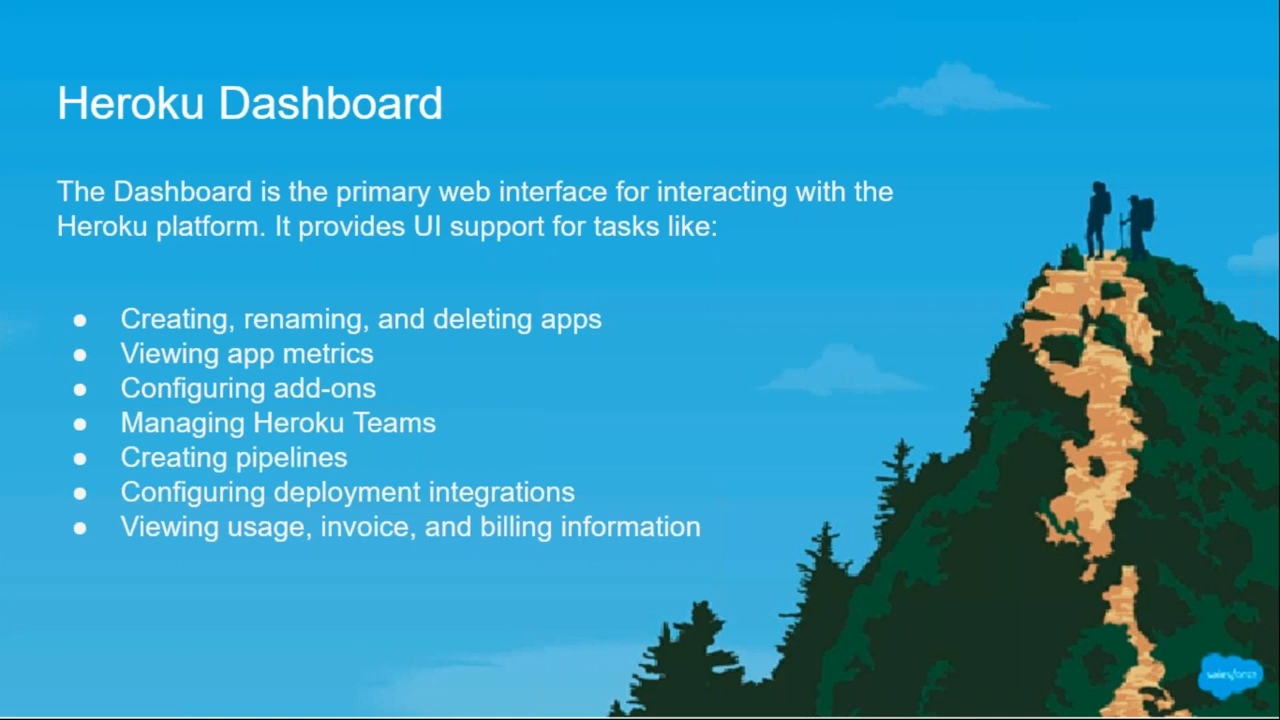 Heroku Dashboard
The Dashboard is the primary web interface for interacting with the
Heroku platform. It provides UI support for tasks like:
● Creating, renaming, and deleting apps
● Viewing app metrics
● Configuring add-ons
● Managing Heroku Teams
● Creating pipelines
● Configuring deployment integrations
● Viewing usage, invoice, and billing information
salesforce